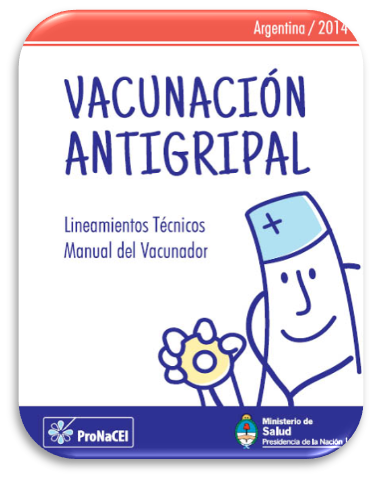 Argentina / 2014
VACUNACIÓN
ANTIGRIPAL
Lineamientos Técnicos
Manual del Vacunador
ProNaCEI
Ministerio de
Salud
Presidencia de la Nación